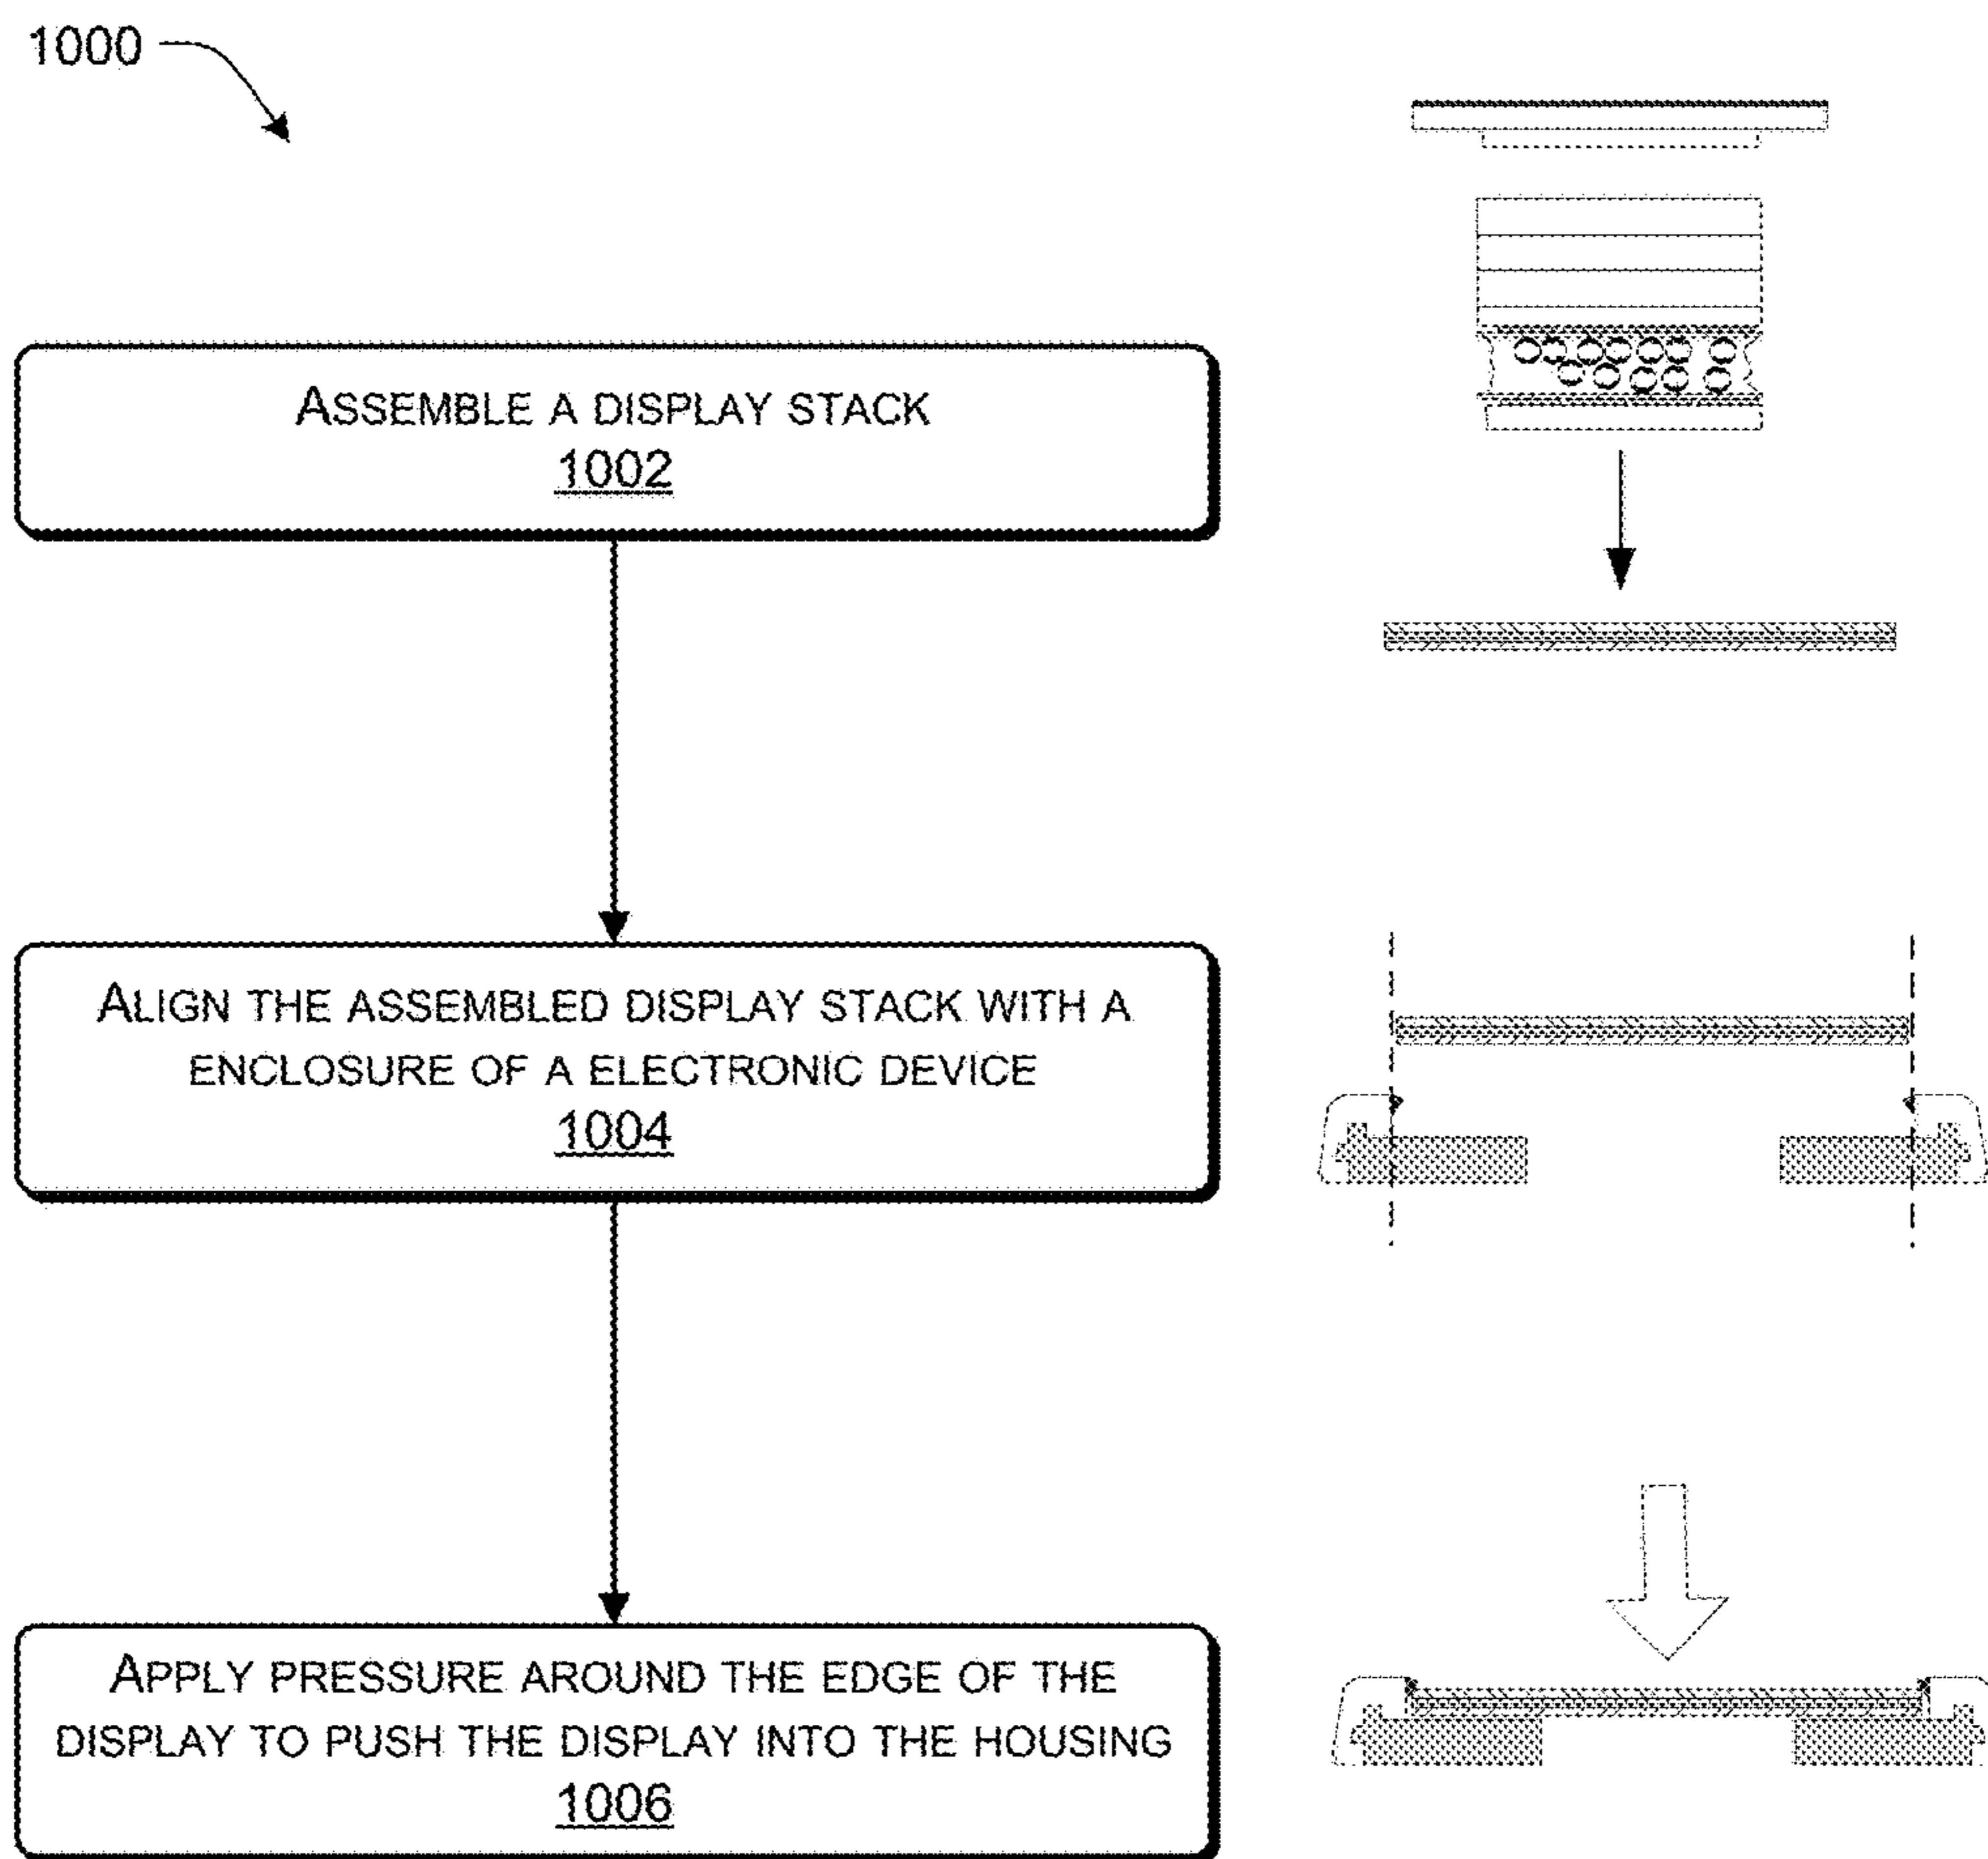 1000
ASSEMBLE A DISPLAY STACK
1002
ALIGN THE ASSEMBLED DISPLAY STACK WITH A
ENCLOSURE OF A ELECTRONIC DEVICE
1004
APPLY PRESSURE AROUND THE EDGE OF THE
DISPLAY TO PUSH THE DISPLAY INTO THE HOUSING
1006